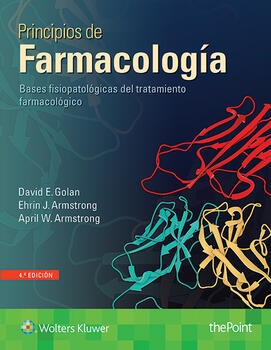 Principios de
Farmacología
Bases fisiopatológicas del tratamiento
farmacológico
David E. Golan
Ehrin J. Armstrong
April W. Armstrong
4.ª EDICIÓN
Wolters Kluwer
thePoint